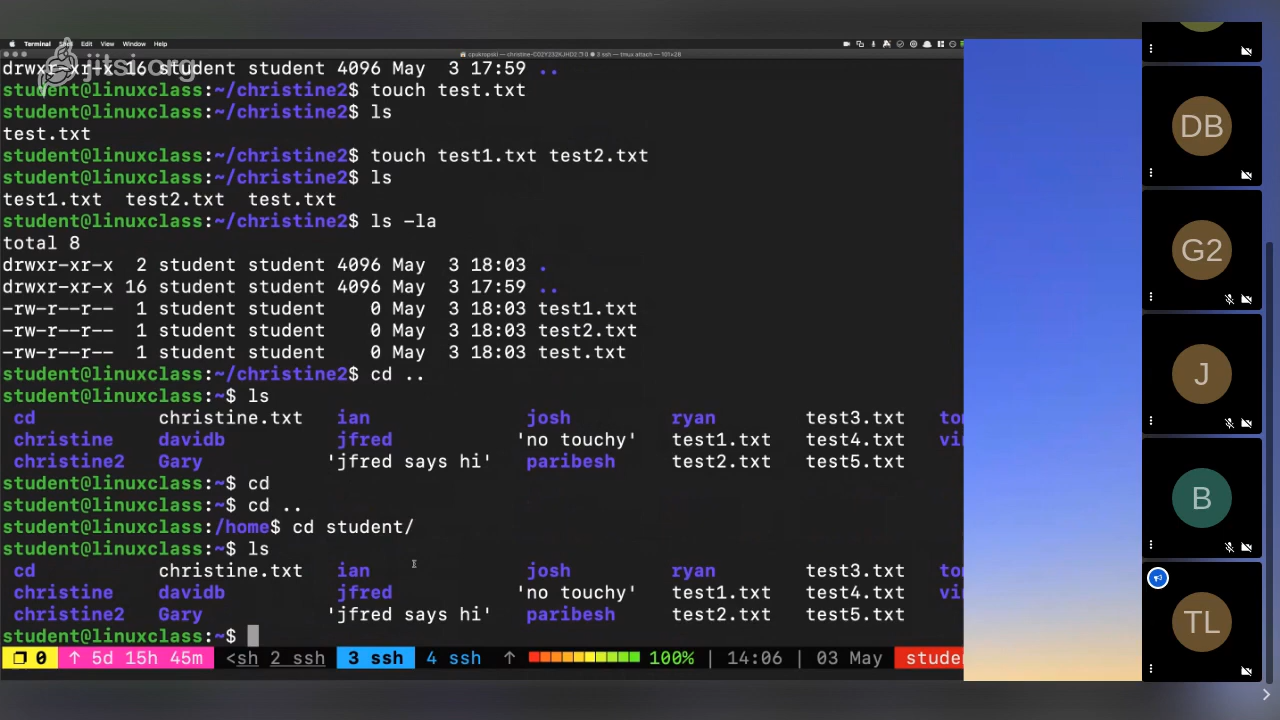 Terminal Edit View Window Help
jitsi.org
drwxr-xr-x 16 student student 4096 May  3 17:59 ..
student@linuxclass:~/christine2$ touch test.txt
student@linuxclass:~/christine2$ ls
test.txt
student@linuxclass:~/christine2$ touch test1.txt test2.txt
student@linuxclass:~/christine2$ ls
test1.txt  test2.txt  test.txt
student@linuxclass:~/christine2$ ls -la
total 8
drwxr-xr-x  2 student student 4096 May  3 18:03 .
drwxr-xr-x 16 student student 4096 May  3 17:59 ..
-rw-r--r--  1 student student    0 May  3 18:03 test1.txt
-rw-r--r--  1 student student    0 May  3 18:03 test2.txt
-rw-r--r--  1 student student    0 May  3 18:03 test.txt
student@linuxclass:~/christine2$ cd ..
student@linuxclass:~$ ls
cd christine.txt ian josh ryan test3.txt
christine davidb jfred 'no touchy' test1.txt test4.txt
christine2 Gary 'jfred says hi' paribesh test2.txt test5.txt
student@linuxclass:~$ cd
student@linuxclass:~$ cd ..
student@linuxclass:/home$ cd student/
student@linuxclass:~$ ls
cd christine.txt ian josh ryan test3.txt
christine davidb jfred 'no touchy' test1.txt test4.txt
christine2 Gary 'jfred says hi' paribesh test2.txt test5.txt
student@linuxclass:~$
0 ↑ 5d 15h 45m <sh 2 ssh 3 ssh 4 ssh ↑ 100% | 14:06 | 03 May
DB
G2
J
B
TL